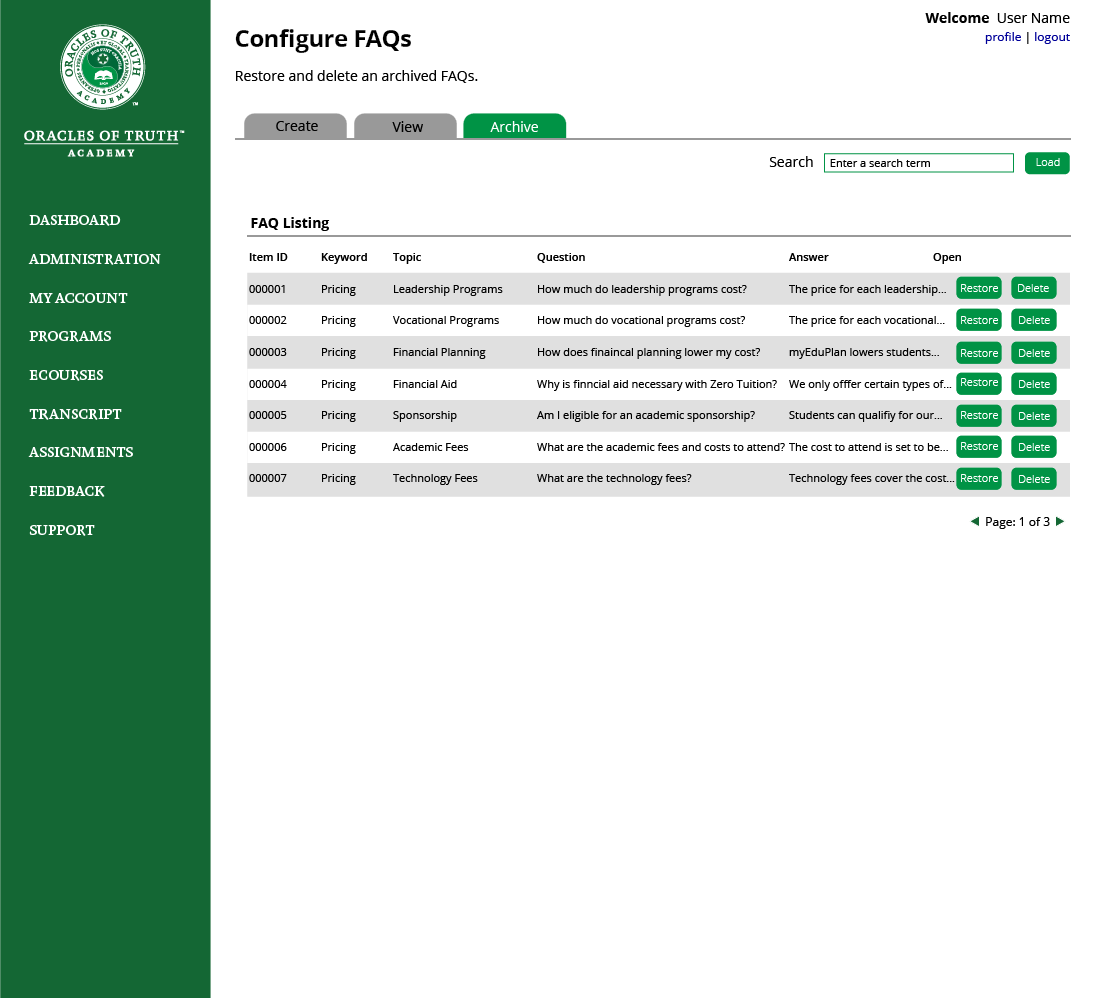 ORACLES OF TRUTH
ACADEMY
ORACLES OF TRUTH™
ACADEMY
DASHBOARD
ADMINISTRATION
MY ACCOUNT
PROGRAMS
ECOURSES
TRANSCRIPT
ASSIGNMENTS
FEEDBACK
SUPPORT
Welcome User Name
profile | logout
Configure FAQs
Restore and delete an archived FAQs.
Create View Archive
Search Enter a search term Load
FAQ Listing
Item ID Keyword Topic Question Answer Open
000001 Pricing Leadership Programs How much do leadership programs cost? The price for each leadership... Restore Delete
000002 Pricing Vocational Programs How much do vocational programs cost? The price for each vocational... Restore Delete
000003 Pricing Financial Planning How does finaincal planning lower my cost? myEduPlan lowers students... Restore Delete
000004 Pricing Financial Aid Why is finncial aid necessary with Zero Tuition? We only offfer certain types of... Restore Delete
000005 Pricing Sponsorship Am I eligible for an academic sponsorship? Students can qualifiy for our... Restore Delete
000006 Pricing Academic Fees What are the academic fees and costs to attend? The cost to attend is set to be... Restore Delete
000007 Pricing Technology Fees What are the technology fees? Technology fees cover the cost... Restore Delete
Page: 1 of 3